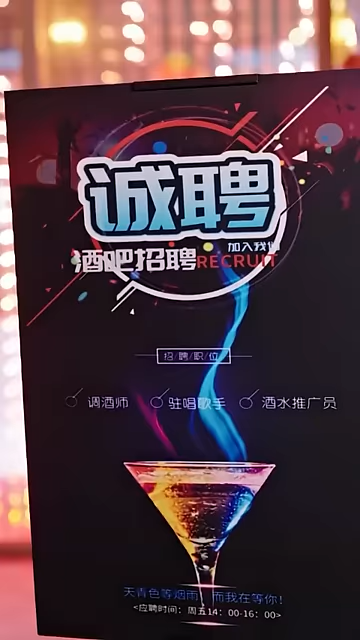 诚聘
加入我们
酒吧招聘RECRUIT
招/聘/职/位
调酒师 驻唱歌手 酒水推广员
天青色等烟雨，而我在等你！
<应聘时间：周五14：00-16：00>